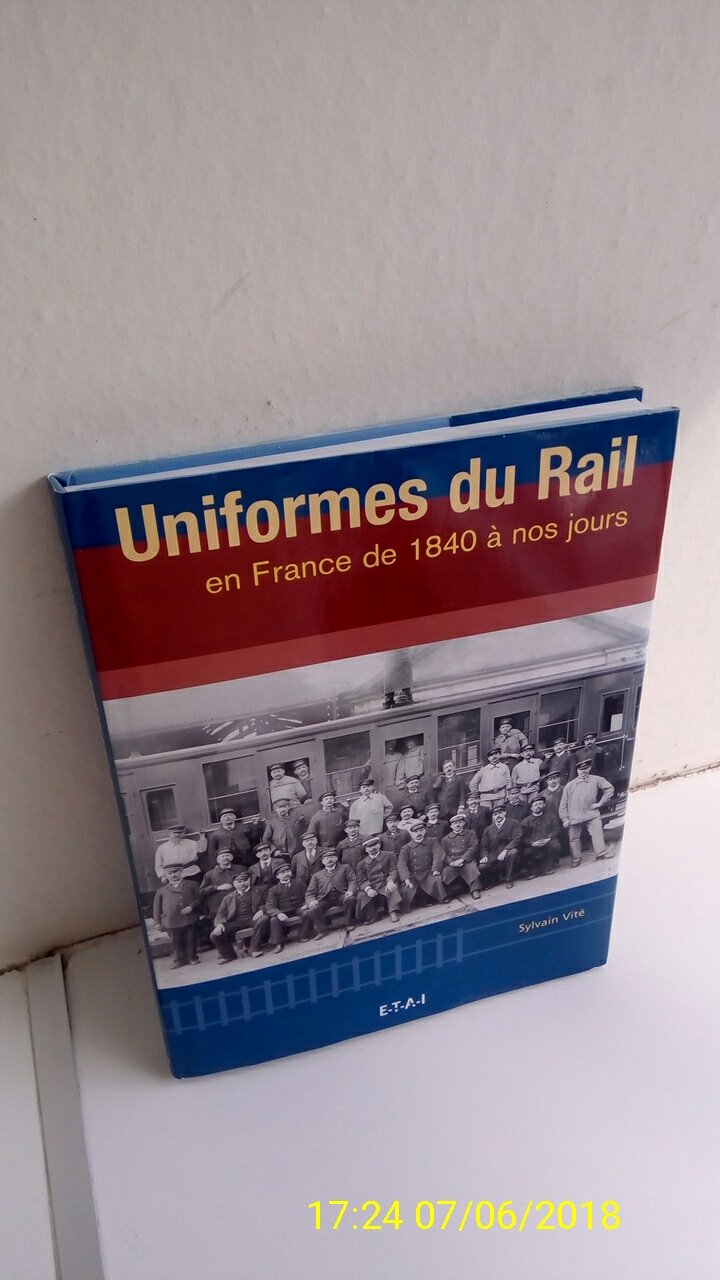 Uniformes du Rail
en France de 1840 à nos jours
Sylvain Vité
E-T-A-I
17:24 07/06/2018